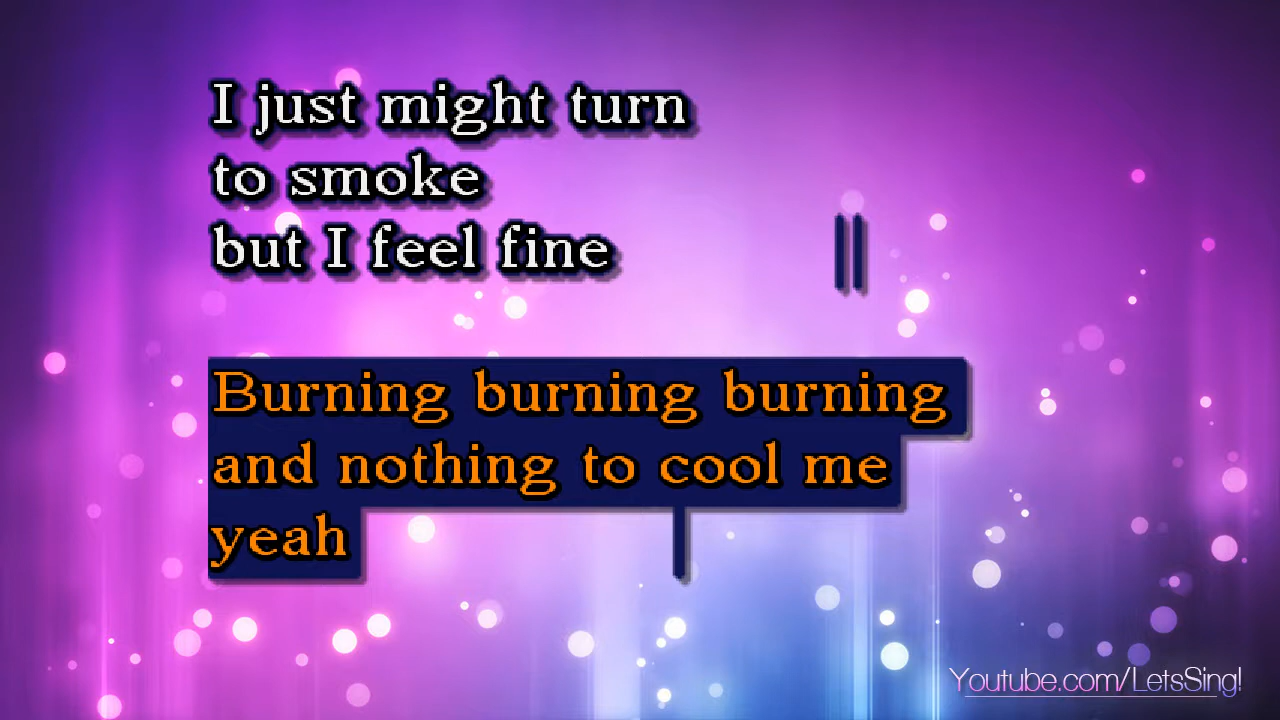 I just might turn
to smoke
but I feel fine
Burning burning burning
and nothing to cool me
yeah
Youtube.com/LetsSing!